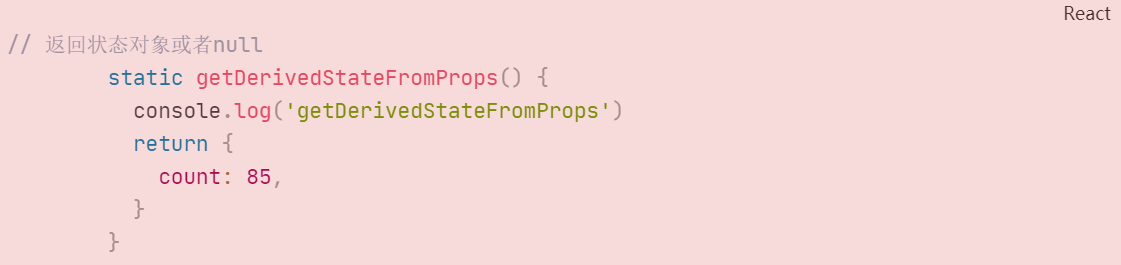 React
// 返回状态对象或者null
static getDerivedStateFromProps() {
console.log('getDerivedStateFromProps')
return {
count: 85,
}
}